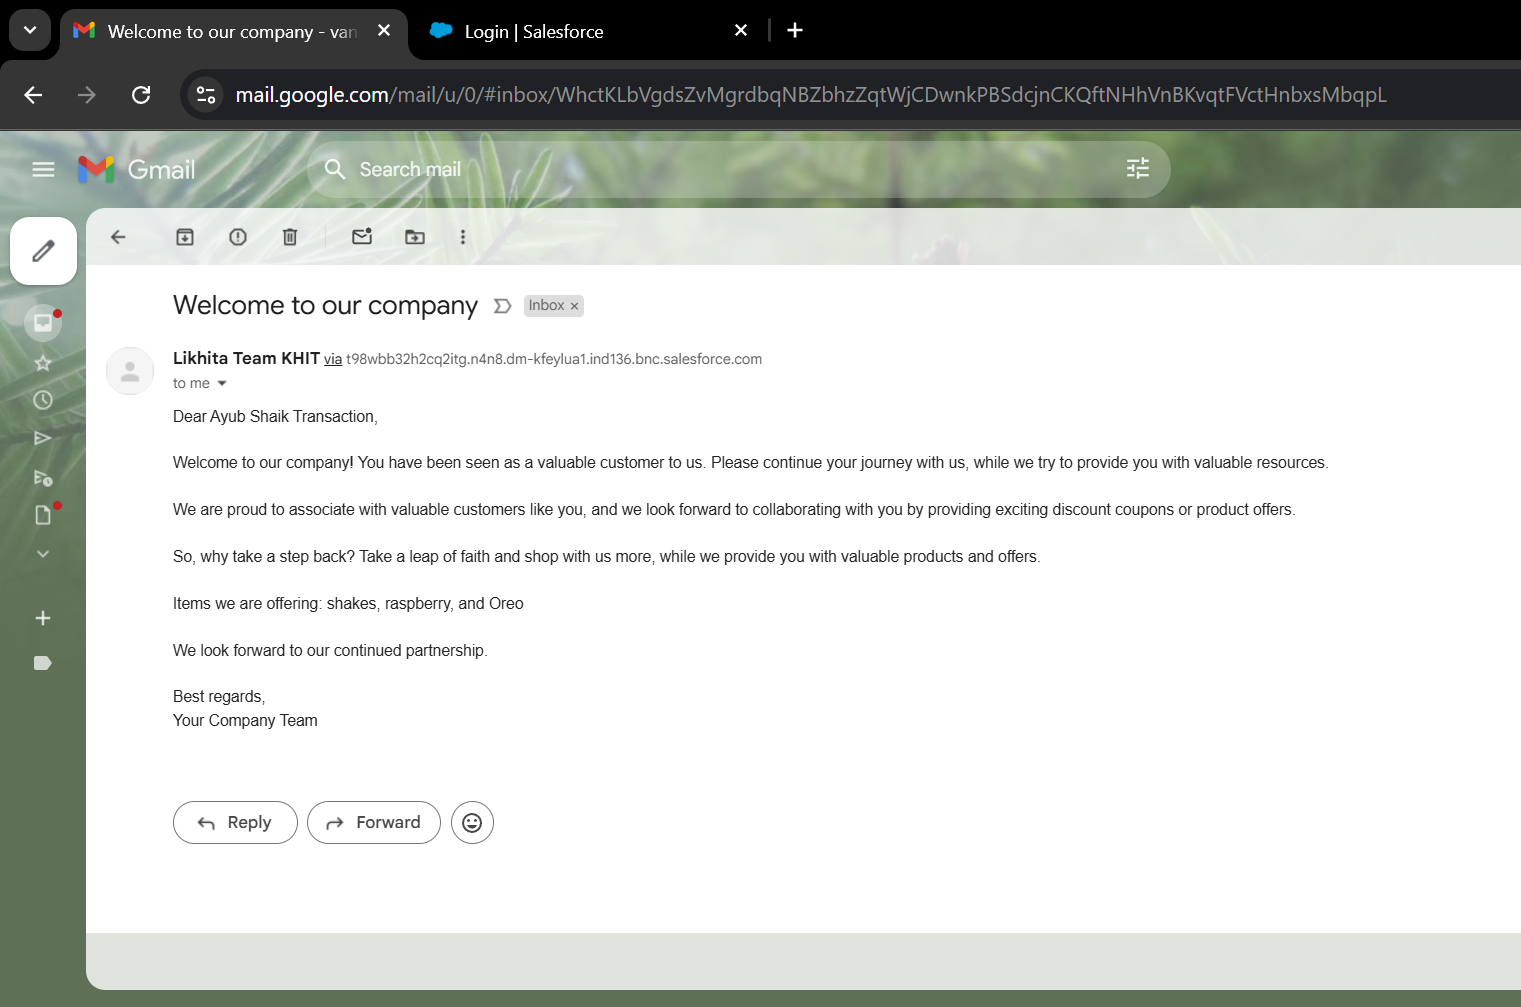 Welcome to our company - van
Login | Salesforce
mail.google.com/mail/u/0/#inbox/WhctKLbVgdsZvMgrdbqNBZbhzZqtWjCDwnkPBSdcjnCKQftNHhVnBKvqtFVctHnbxsMbqpL
Gmail
Search mail
Welcome to our company
Inbox ×
Likhita Team KHIT via t98wbb32h2cq2itg.n4n8.dm-kfeylua1.ind136.bnc.salesforce.com
to me
Dear Ayub Shaik Transaction,
Welcome to our company! You have been seen as a valuable customer to us. Please continue your journey with us, while we try to provide you with valuable resources.
We are proud to associate with valuable customers like you, and we look forward to collaborating with you by providing exciting discount coupons or product offers.
So, why take a step back? Take a leap of faith and shop with us more, while we provide you with valuable products and offers.
Items we are offering: shakes, raspberry, and Oreo
We look forward to our continued partnership.
Best regards,
Your Company Team
Reply
Forward